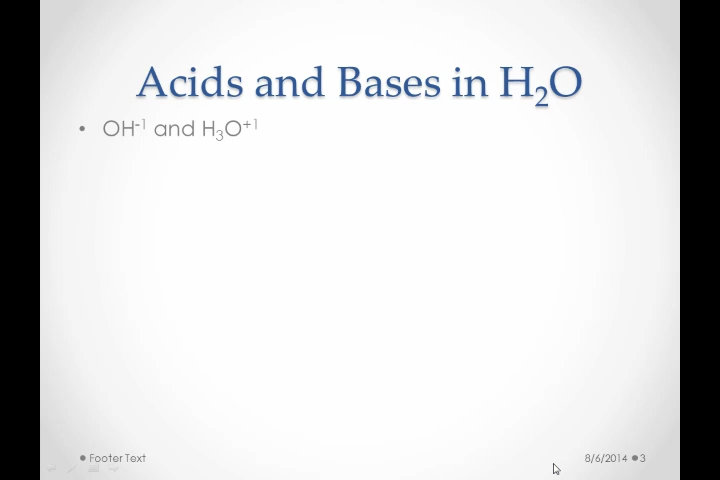 Acids and Bases in H₂O
• OH⁻¹ and H₃O⁺¹
Footer Text
8/6/2014 3